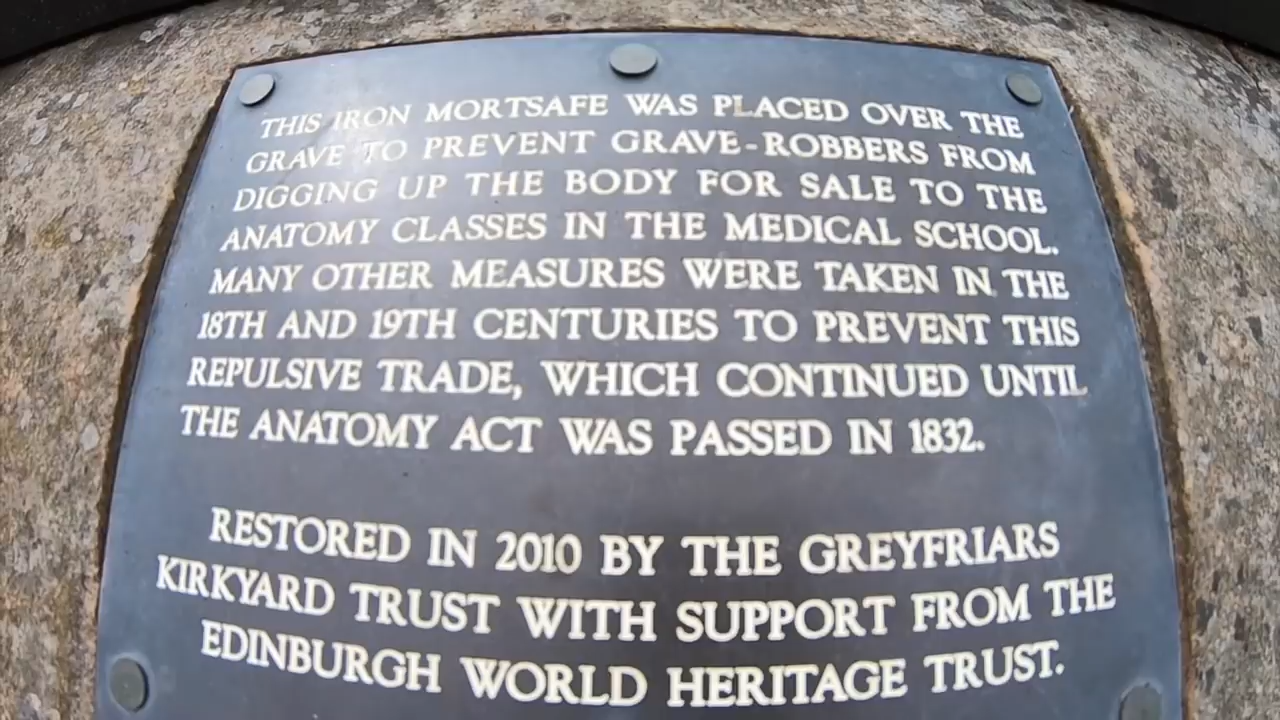 THIS IRON MORTSAFE WAS PLACED OVER THE
GRAVE TO PREVENT GRAVE-ROBBERS FROM
DIGGING UP THE BODY FOR SALE TO THE
ANATOMY CLASSES IN THE MEDICAL SCHOOL.
MANY OTHER MEASURES WERE TAKEN IN THE
18TH AND 19TH CENTURIES TO PREVENT THIS
REPULSIVE TRADE, WHICH CONTINUED UNTIL
THE ANATOMY ACT WAS PASSED IN 1832.
RESTORED IN 2010 BY THE GREYFRIARS
KIRKYARD TRUST WITH SUPPORT FROM THE
EDINBURGH WORLD HERITAGE TRUST.